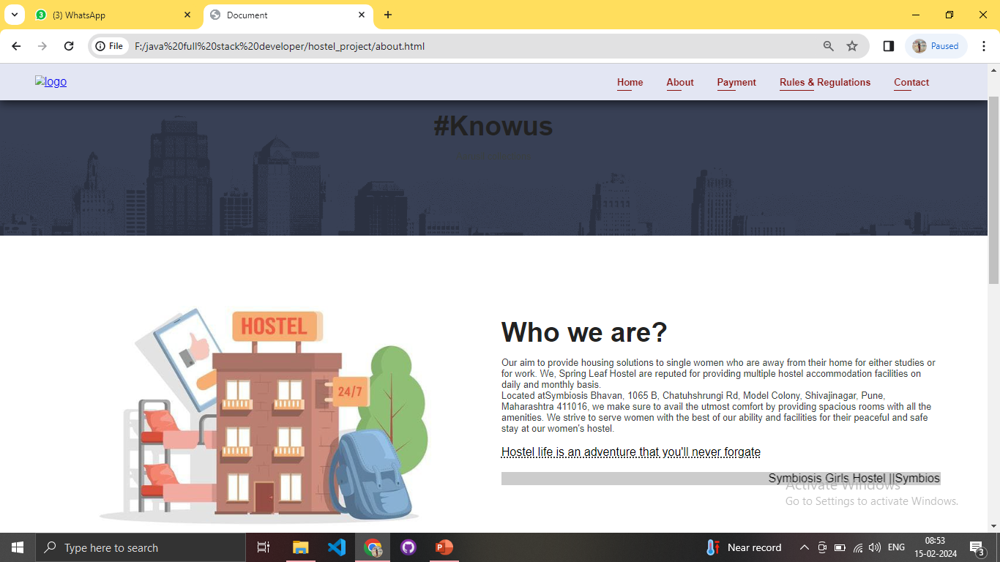 (3) WhatsApp
Document
File
F:/java%20full%20stack%20developer/hostel_project/about.html
Paused
logo
Home
About
Payment
Rules & Regulations
Contact
#Knowus
HOSTEL
24/7
Who we are?
Our aim to provide housing solutions to single women who are away from their home for either studies or
for work. We, Spring Leaf Hostel are reputed for providing multiple hostel accommodation facilities on
daily and monthly basis.
Located atSymbiosis Bhavan, 1065 B, Chatuhshrungi Rd, Model Colony, Shivajinagar, Pune,
Maharashtra 411016, we make sure to avail the utmost comfort by providing spacious rooms with all the
amenities. We strive to serve women with the best of our ability and facilities for their peaceful and safe
stay at our women's hostel.
Hostel life is an adventure that you'll never forgate
Symbiosis Girls Hostel ||Symbios
Activate Windows
Go to Settings to activate Windows.
Type here to search
Near record
ENG
08:53
15-02-2024
3